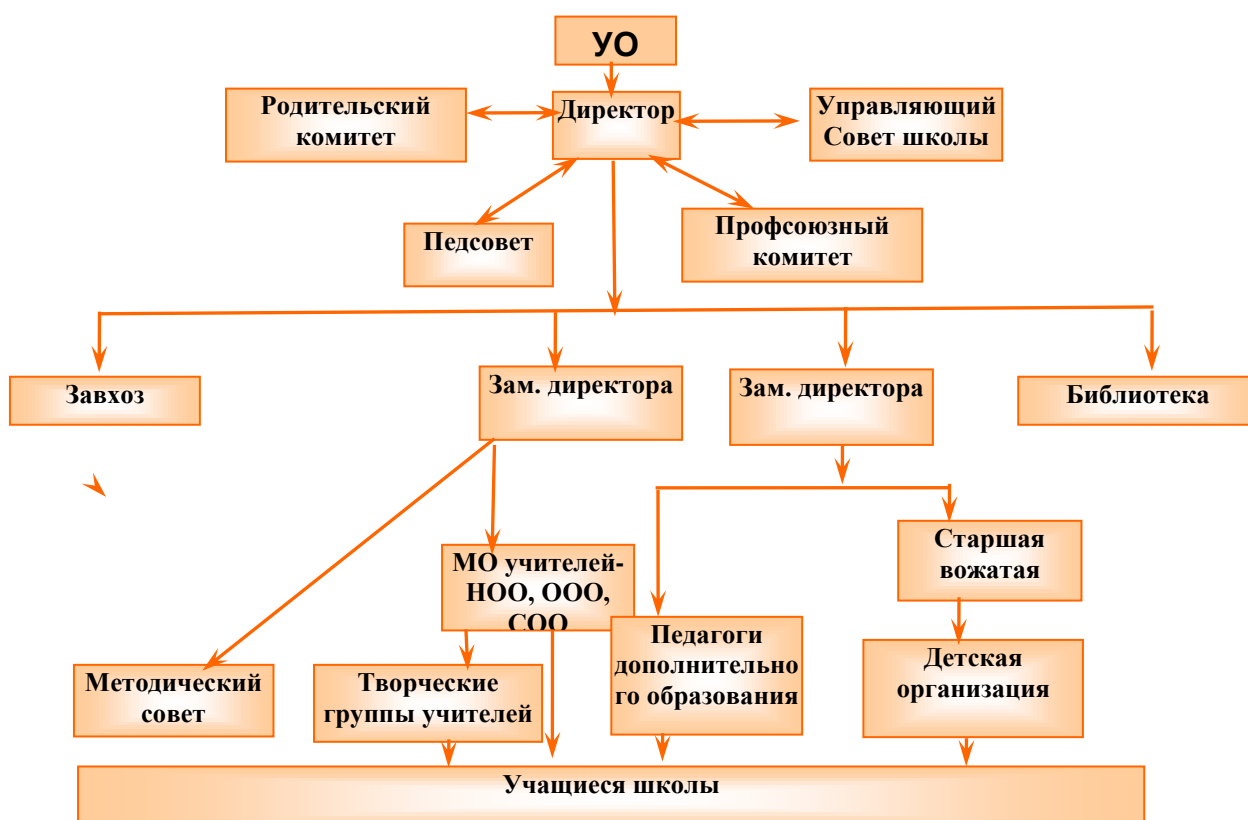 УО
Родительский
комитет
Директор
Управляющий
Совет школы
Педсовет
Профсоюзный
комитет
Завхоз
Зам. директора
Зам. директора
Библиотека
МО учителей-
НОО, ООО,
СОО
Старшая
вожатая
Методический
совет
Творческие
группы учителей
Педагоги
дополнительно
го образования
Детская
организация
Учащиеся школы